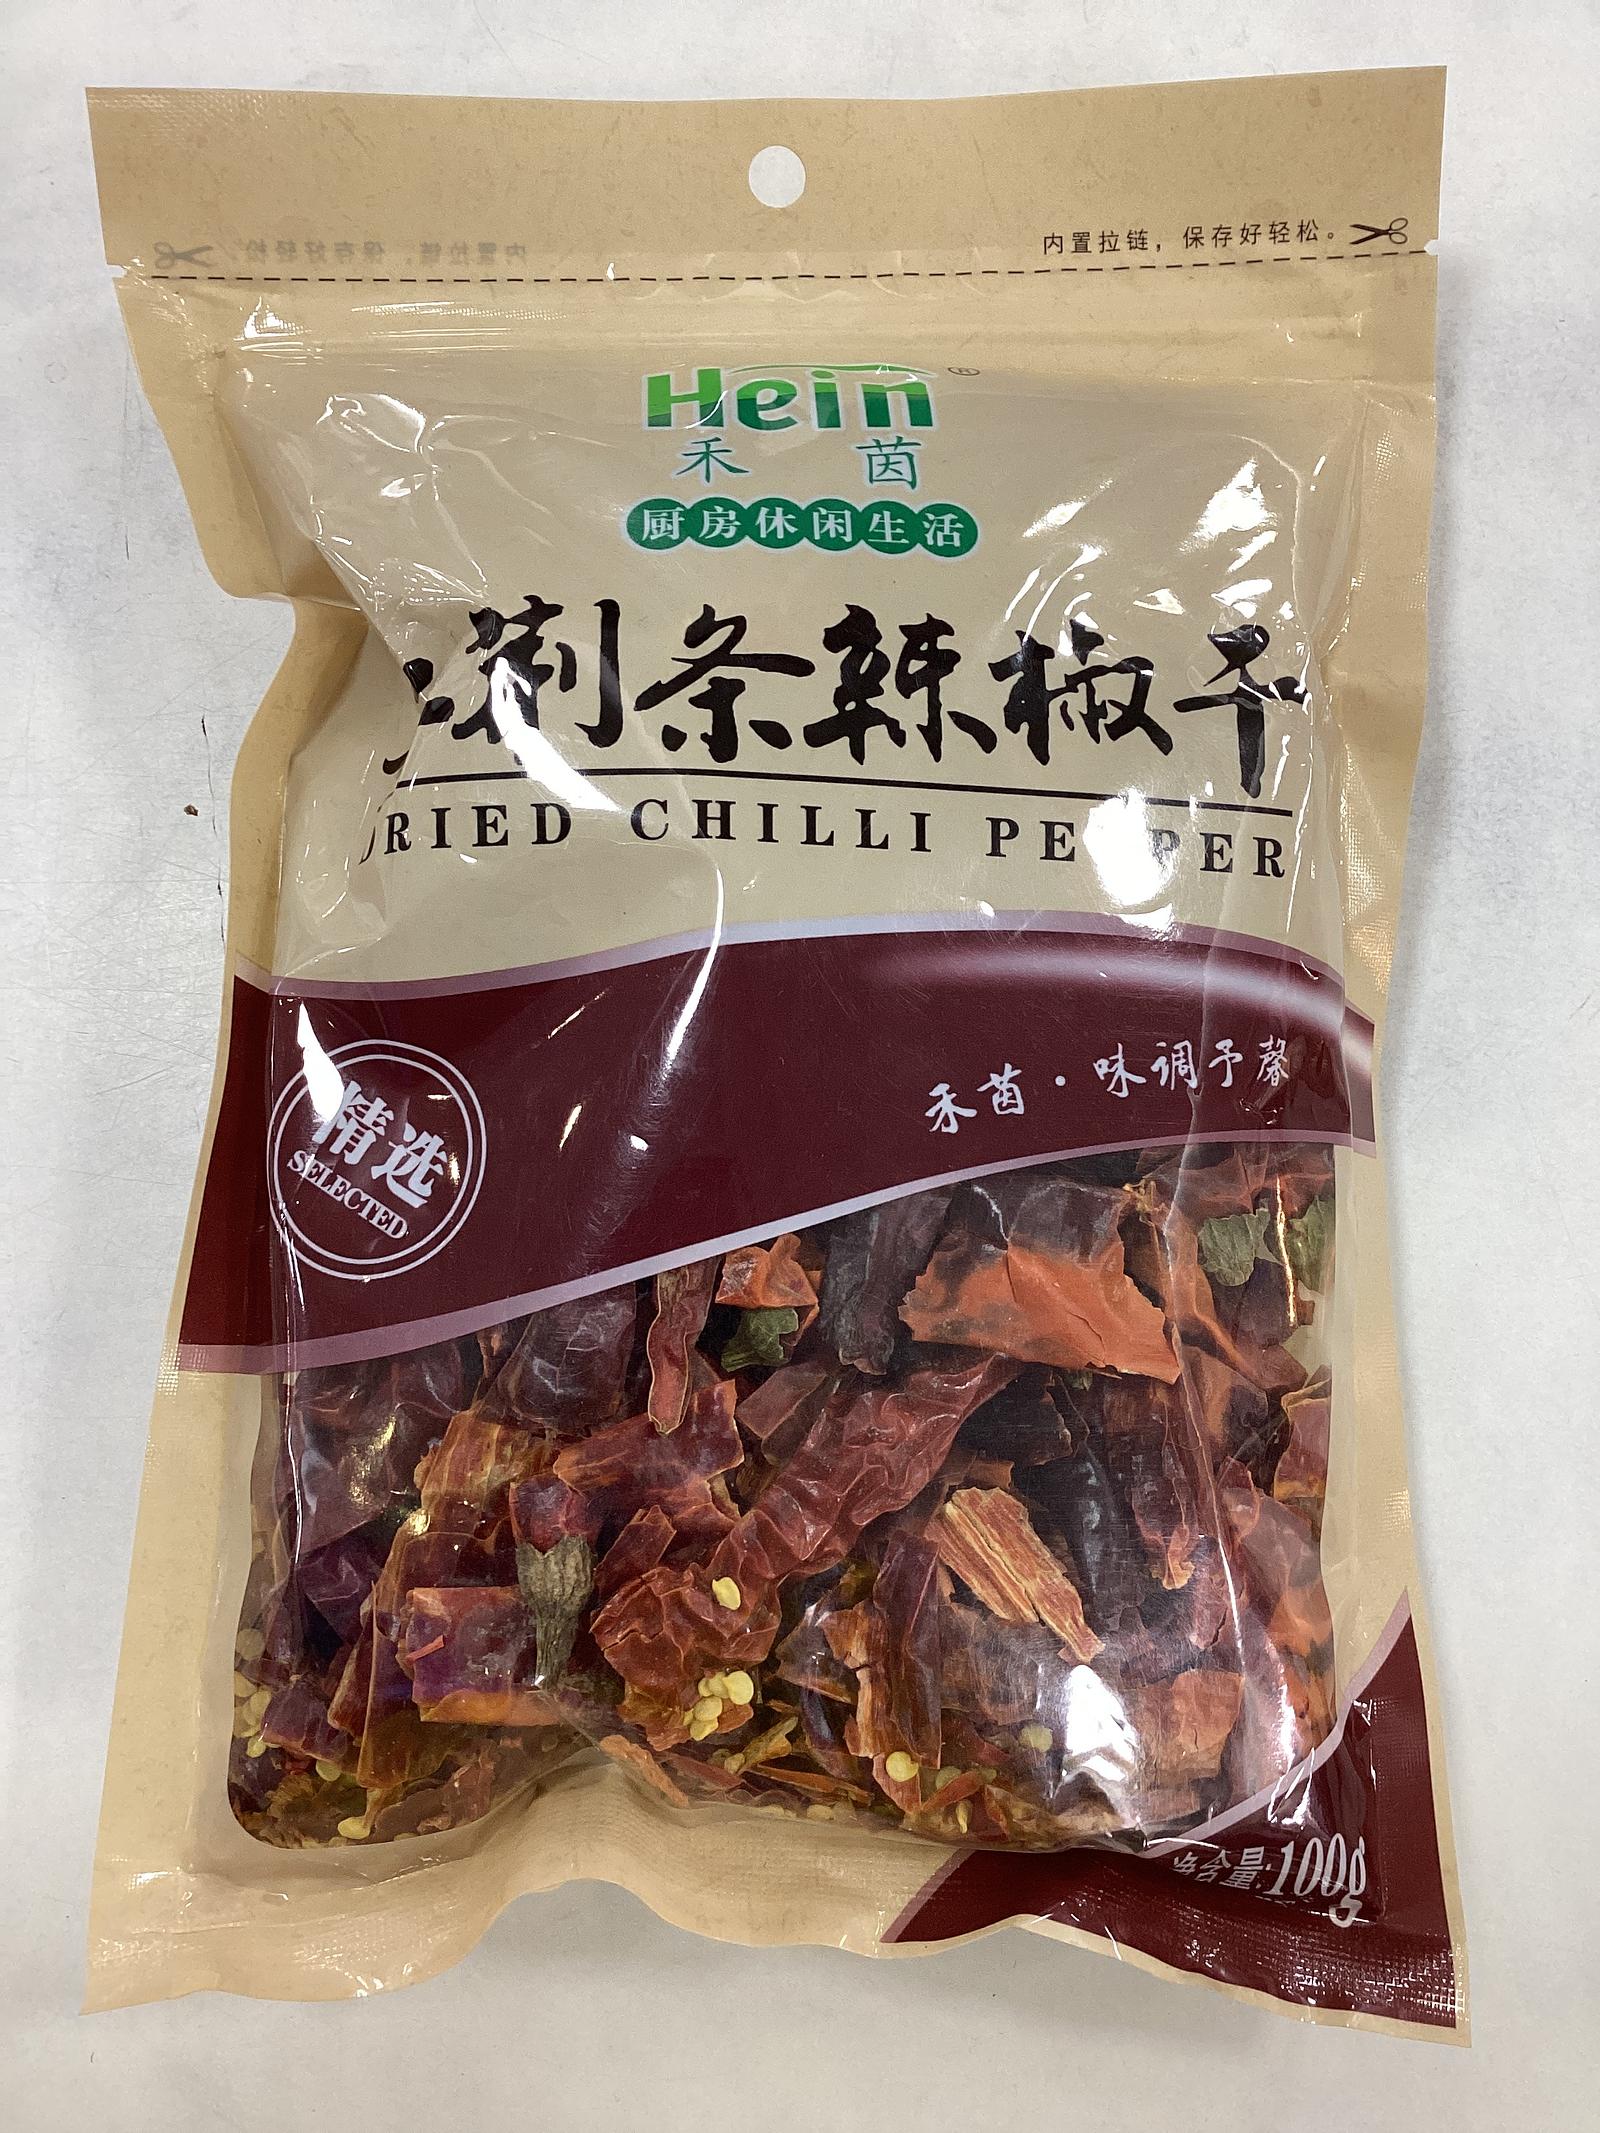 内置拉链，保存好轻松。
Hein®
禾茵
厨房休闲生活
荆条辣椒干
DRIED CHILLI PEPPER
禾茵·味调予馨
精选
SELECTED
净含量:100g